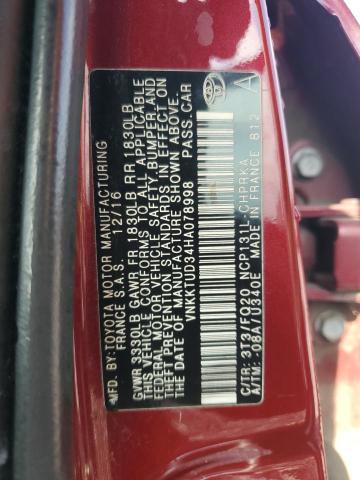 MFD. BY: TOYOTA MOTOR MANUFACTURING
FRANCE S.A.S. 12/16
GVWR 3330LB GAWR FR 1830LB RR 1830LB
THIS VEHICLE CONFORMS TO ALL APPLICABLE
FEDERAL MOTOR VEHICLE SAFETY, BUMPER, AND
THEFT PREVENTION STANDARDS IN EFFECT ON
THE DATE OF MANUFACTURE SHOWN ABOVE.
VNKKTUD34HA078998 PASS.CAR
C/TR: 3T3/FQ20 NCP131L-CHPRKA
A/TM: -08A/U340E MADE IN FRANCE 812
A